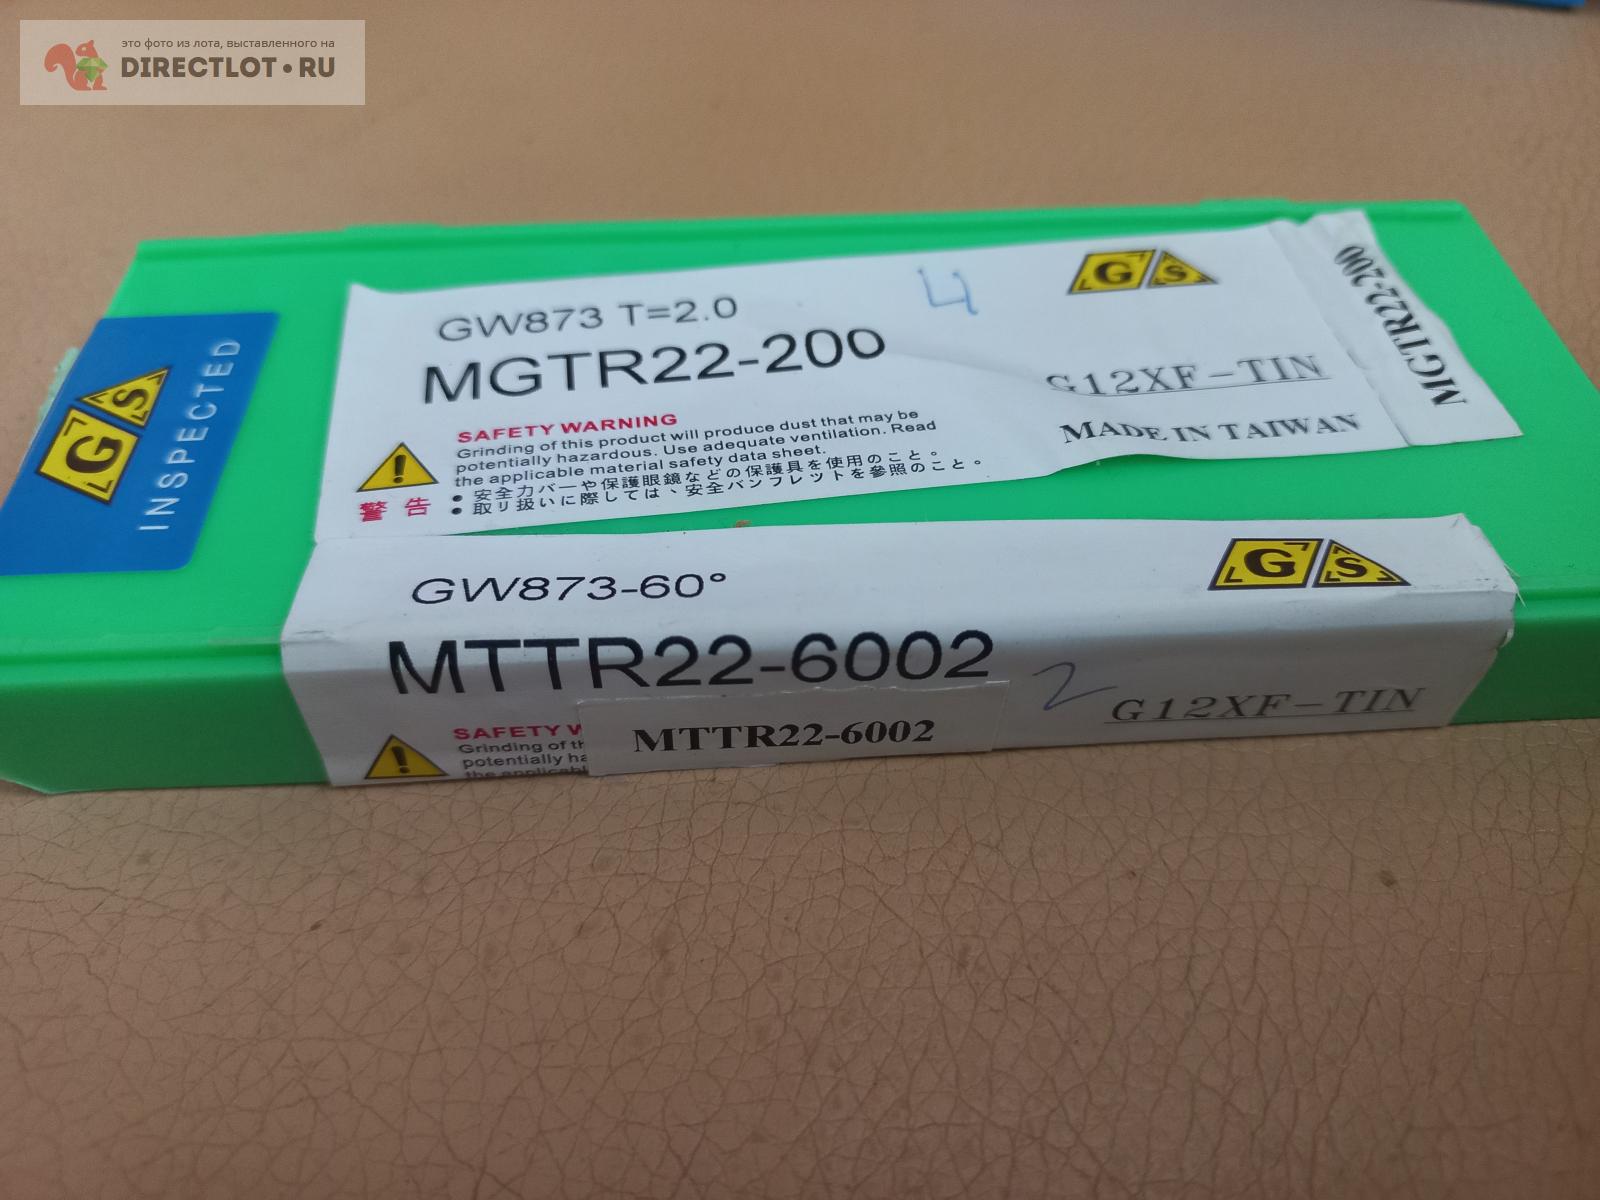 это фото из лота, выставленного на
DIRECTLOT•RU
GS
INSPECTED
GW873 T=2.0
4
GS
MGTR22-200
G12XF-TIN
MADE IN TAIWAN
MGTR22-200
SAFETY WARNING
Grinding of this product will produce dust that may be
potentially hazardous. Use adequate ventilation. Read
the applicable material safety data sheet.
警告
•安全カバーや保護眼鏡などの保護具を使用のこと。
•取り扱いに際しては、安全パンフレットを参照のこと。
GW873-60°
GS
MTTR22-6002
2
G12XF-TIN
SAFETY W
Grinding of th
potentially ha
the applicabl
MTTR22-6002